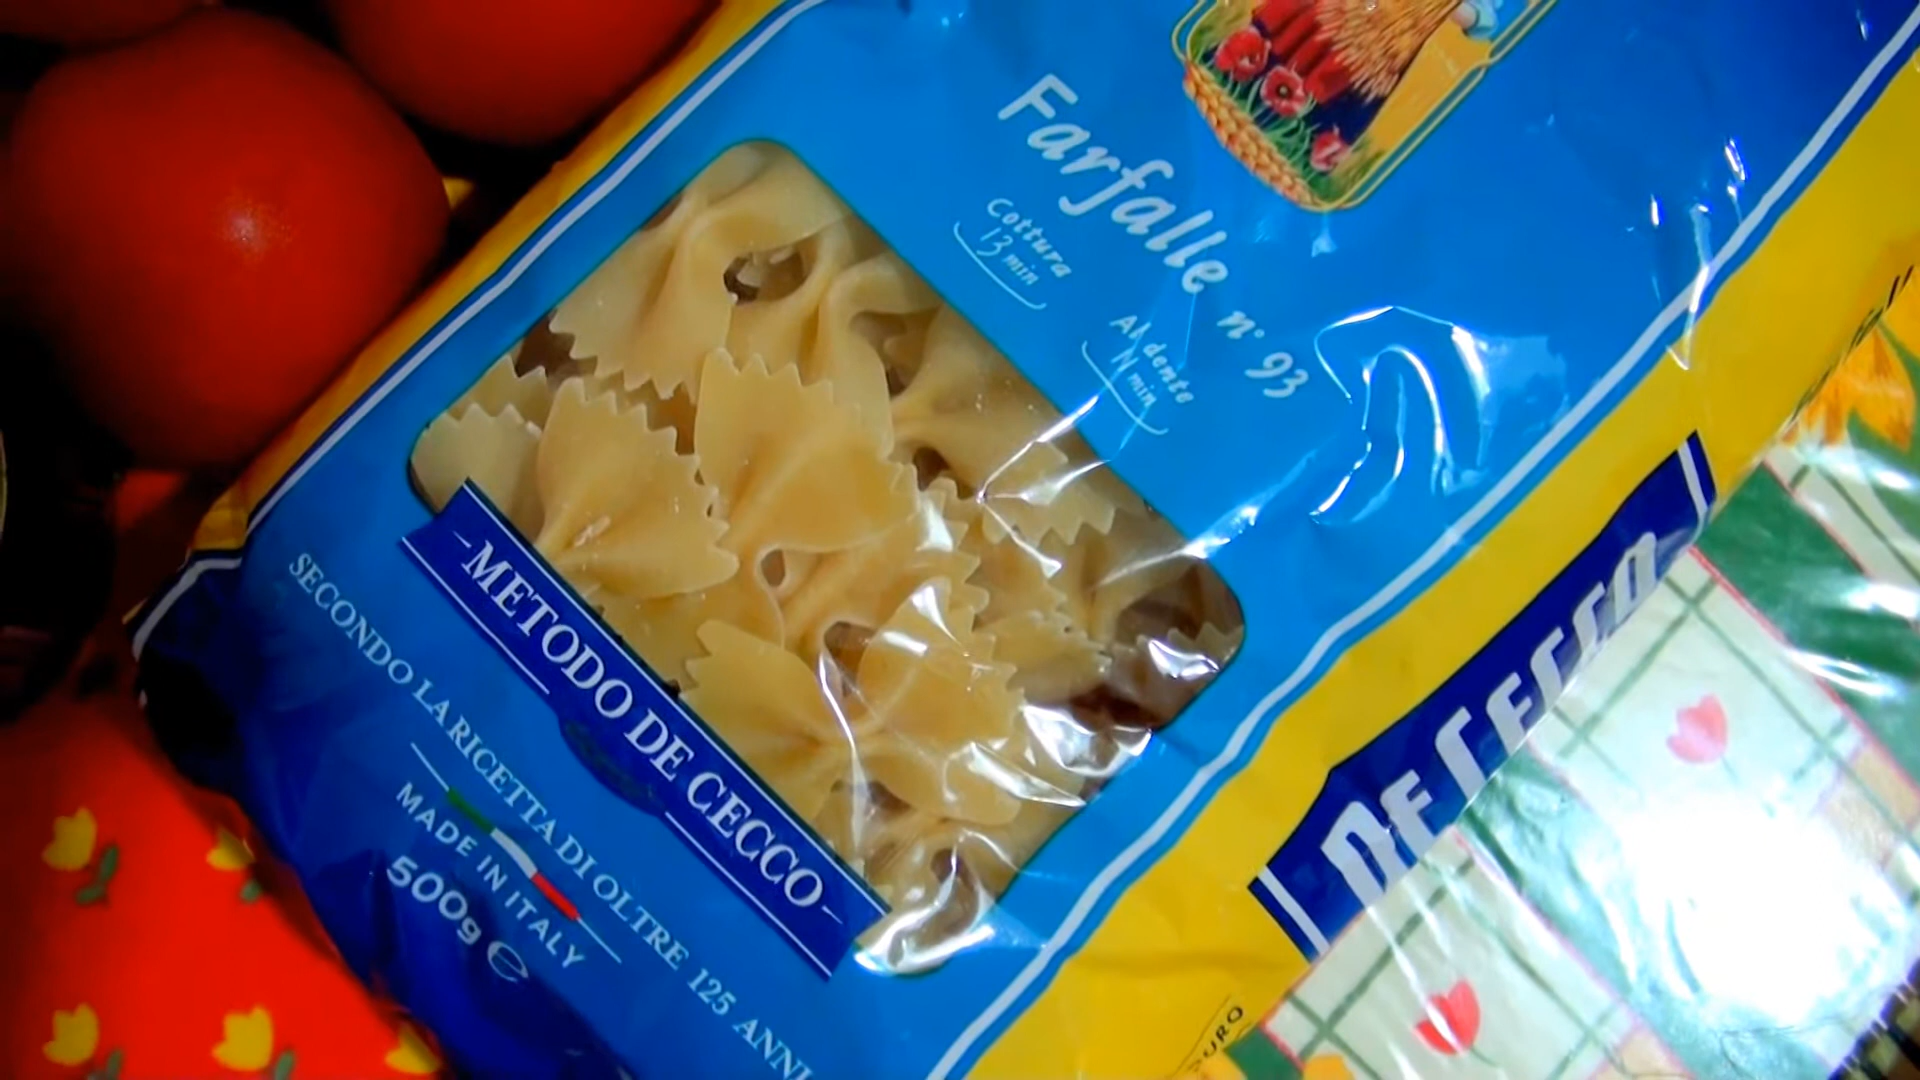 Farfalle n° 93
Cottura
13 min
Al dente
11 min
-METODO DE CECCO-
SECONDO LA RICETTA DI OLTRE 125 ANNI
MADE IN ITALY
500g ℮
DE CECCO